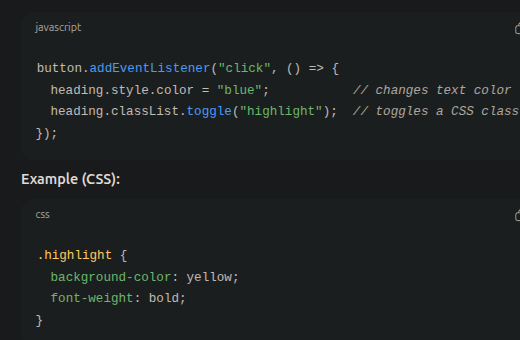 javascript
button.addEventListener("click", () => {
  heading.style.color = "blue";           // changes text color
  heading.classList.toggle("highlight");  // toggles a CSS class
});
Example (CSS):
css
.highlight {
  background-color: yellow;
  font-weight: bold;
}